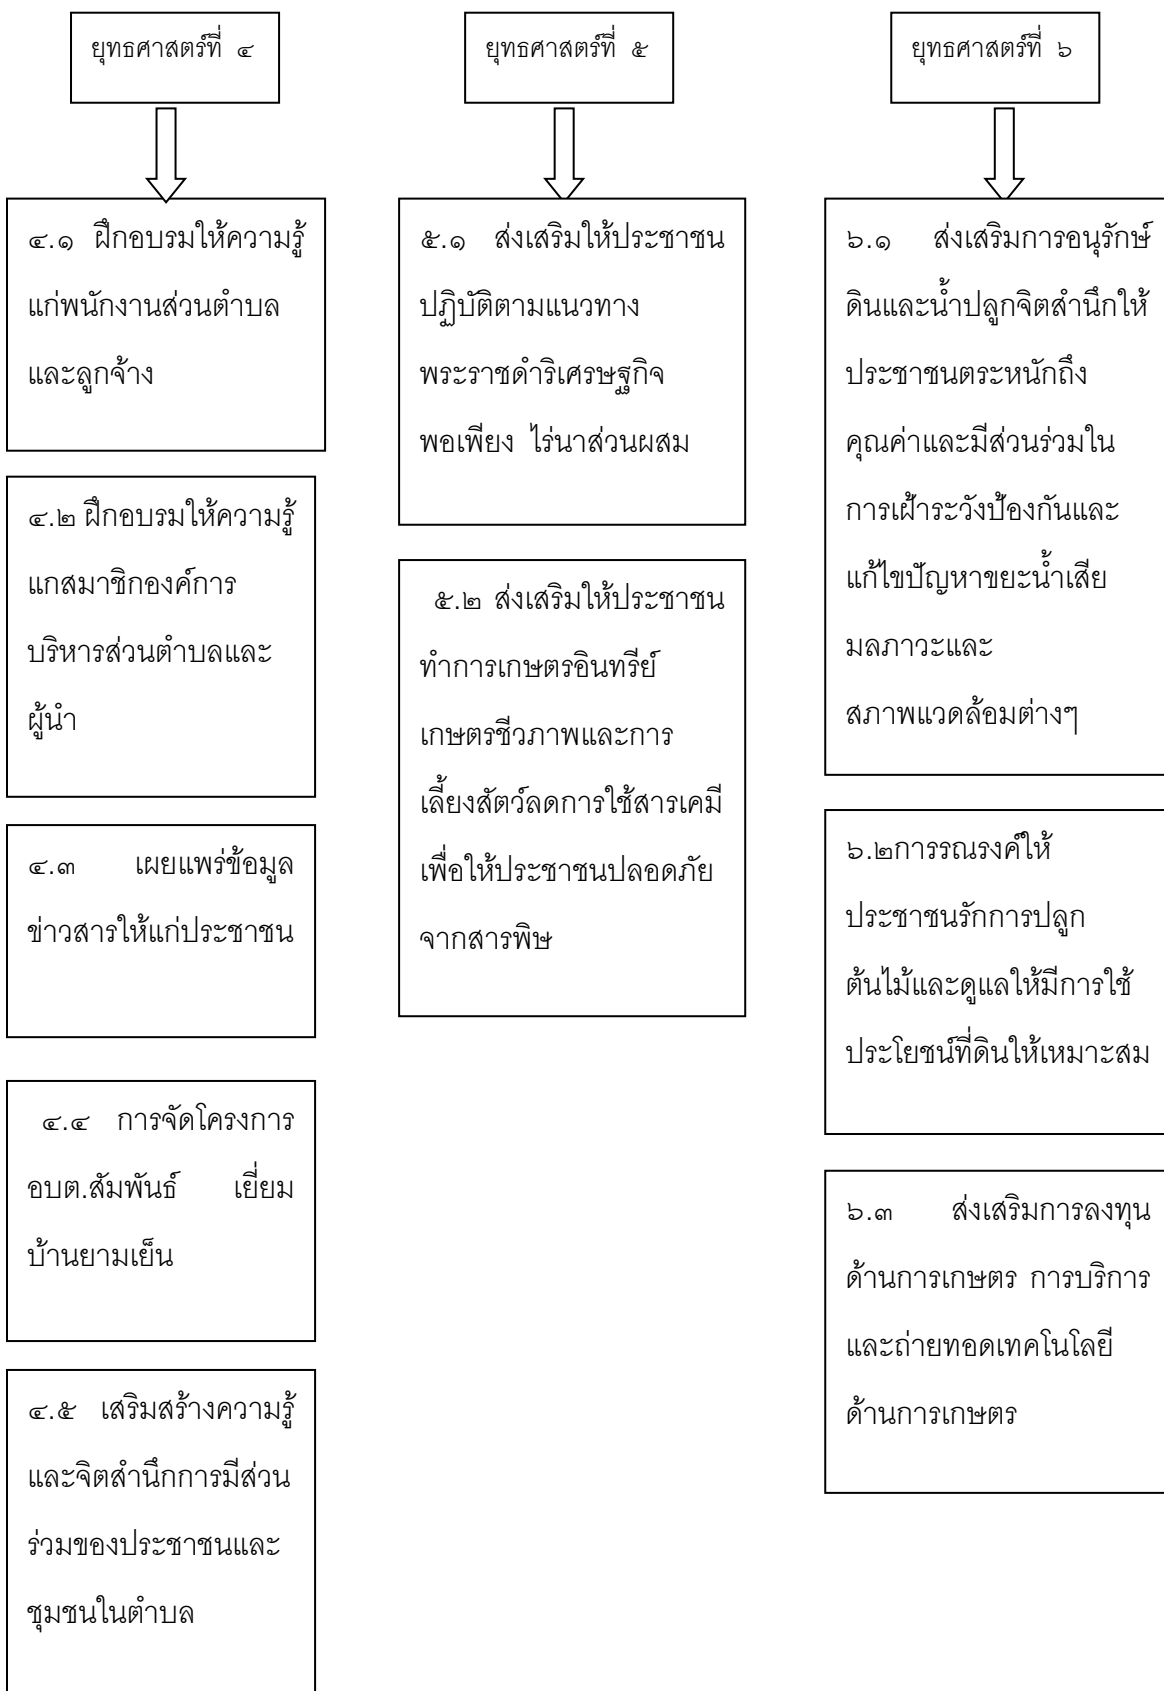 ยุทธศาสตร์ที่ ๔
๔.๑ ฝึกอบรมให้ความรู้
แก่พนักงานส่วนตำบล
และลูกจ้าง
๔.๒ ฝึกอบรมให้ความรู้
แกสมาชิกองค์การ
บริหารส่วนตำบลและ
ผู้นำ
๔.๓ เผยแพร่ข้อมูล
ข่าวสารให้แก่ประชาชน
๔.๔ การจัดโครงการ
อบต.สัมพันธ์ เยี่ยม
บ้านยามเย็น
๔.๕ เสริมสร้างความรู้
และจิตสำนึกการมีส่วน
ร่วมของประชาชนและ
ชุมชนในตำบล
ยุทธศาสตร์ที่ ๕
๕.๑ ส่งเสริมให้ประชาชน
ปฏิบัติตามแนวทาง
พระราชดำริเศรษฐกิจ
พอเพียง ไร่นาส่วนผสม
๕.๒ ส่งเสริมให้ประชาชน
ทำการเกษตรอินทรีย์
เกษตรชีวภาพและการ
เลี้ยงสัตว์ลดการใช้สารเคมี
เพื่อให้ประชาชนปลอดภัย
จากสารพิษ
ยุทธศาสตร์ที่ ๖
๖.๑ ส่งเสริมการอนุรักษ์
ดินและน้ำปลูกจิตสำนึกให้
ประชาชนตระหนักถึง
คุณค่าและมีส่วนร่วมใน
การเฝ้าระวังป้องกันและ
แก้ไขปัญหาขยะน้ำเสีย
มลภาวะและ
สภาพแวดล้อมต่างๆ
๖.๒การรณรงค์ให้
ประชาชนรักการปลูก
ต้นไม้และดูแลให้มีการใช้
ประโยชน์ที่ดินให้เหมาะสม
๖.๓ ส่งเสริมการลงทุน
ด้านการเกษตร การบริการ
และถ่ายทอดเทคโนโลยี
ด้านการเกษตร